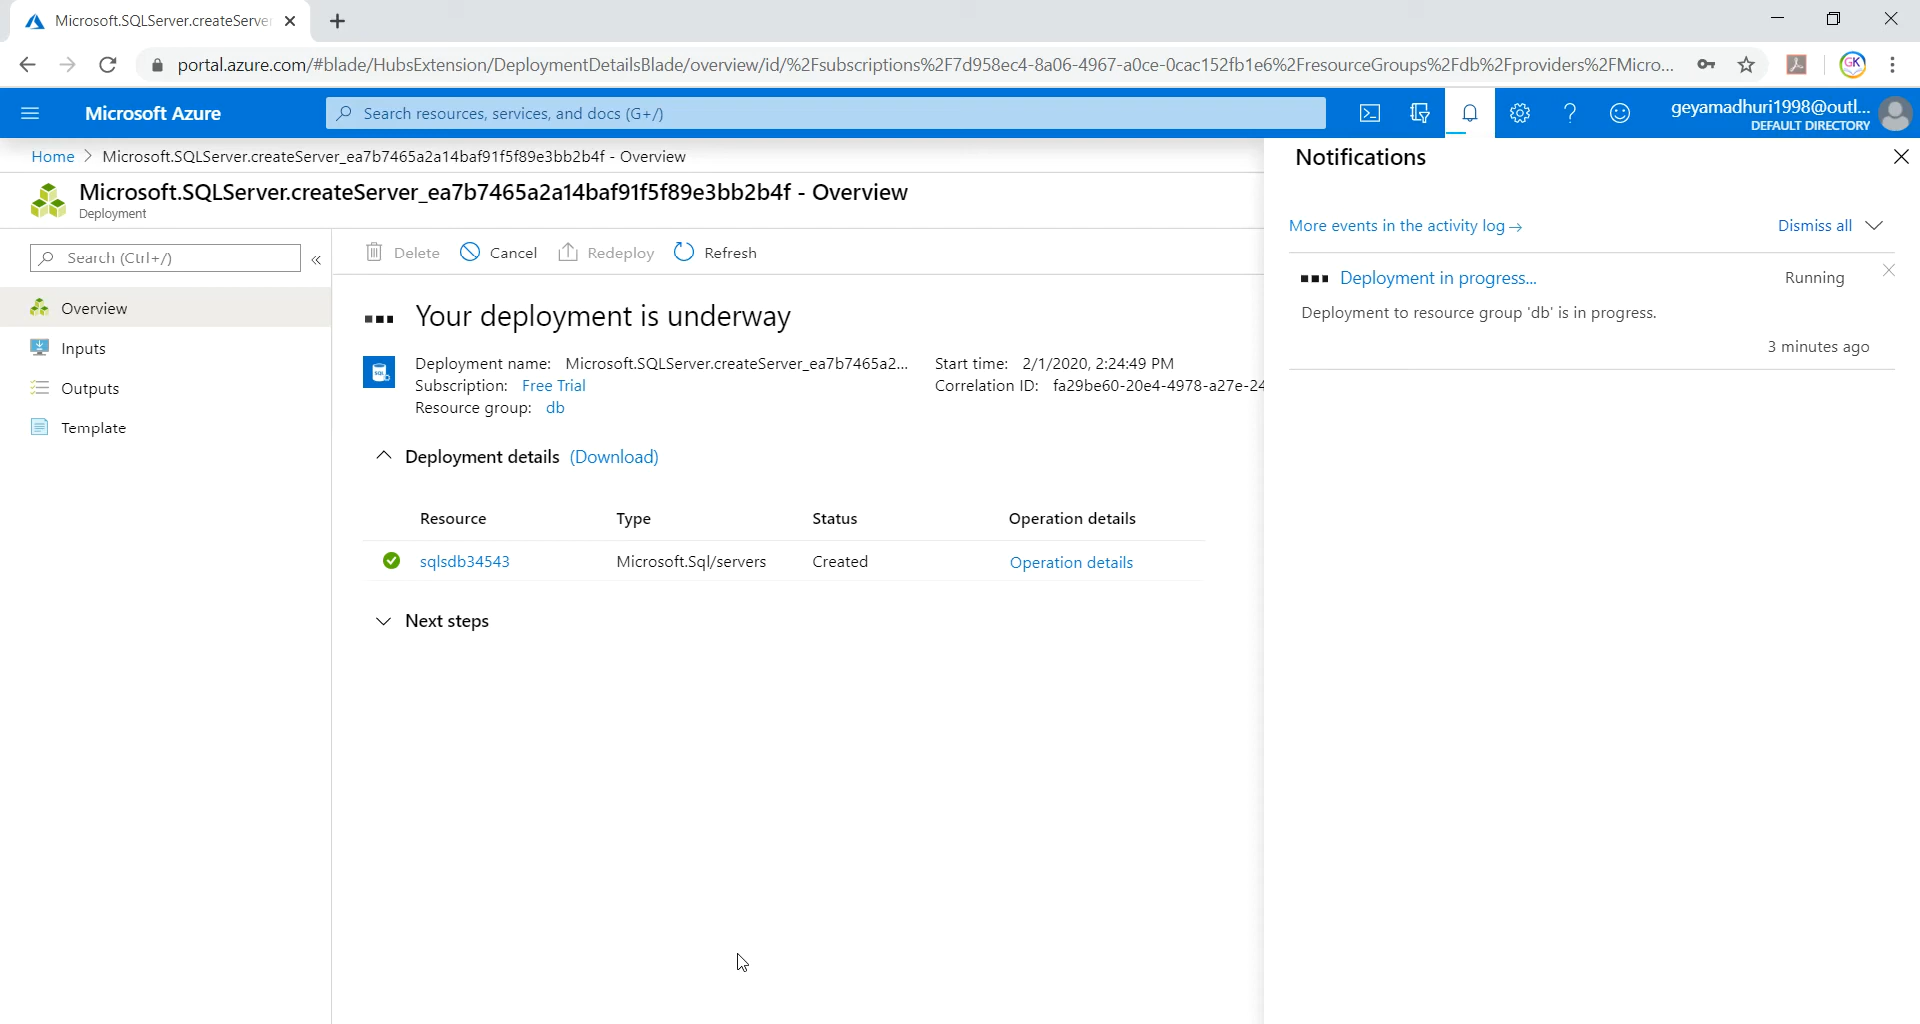 Microsoft.SQLServer.createServer
portal.azure.com/#blade/HubsExtension/DeploymentDetailsBlade/overview/id/%2Fsubscriptions%2F7d958ec4-8a06-4967-a0ce-0cac152fb1e6%2FresourceGroups%2Fdb%2Fproviders%2FMicro...
GK
Microsoft Azure
Search resources, services, and docs (G+/)
geyamadhuri1998@outl...
DEFAULT DIRECTORY
Home > Microsoft.SQLServer.createServer_ea7b7465a2a14baf91f5f89e3bb2b4f - Overview
Microsoft.SQLServer.createServer_ea7b7465a2a14baf91f5f89e3bb2b4f - Overview
Deployment
Search (Ctrl+/)
«
Overview
Inputs
Outputs
Template
Delete Cancel Redeploy Refresh
Your deployment is underway
SQL
Deployment name: Microsoft.SQLServer.createServer_ea7b7465a2...
Subscription: Free Trial
Resource group: db
Start time: 2/1/2020, 2:24:49 PM
Correlation ID: fa29be60-20e4-4978-a27e-24
Deployment details (Download)
Resource Type Status Operation details
sqlsdb34543 Microsoft.Sql/servers Created Operation details
Next steps
Notifications
More events in the activity log → Dismiss all
Deployment in progress... Running
Deployment to resource group 'db' is in progress.
3 minutes ago